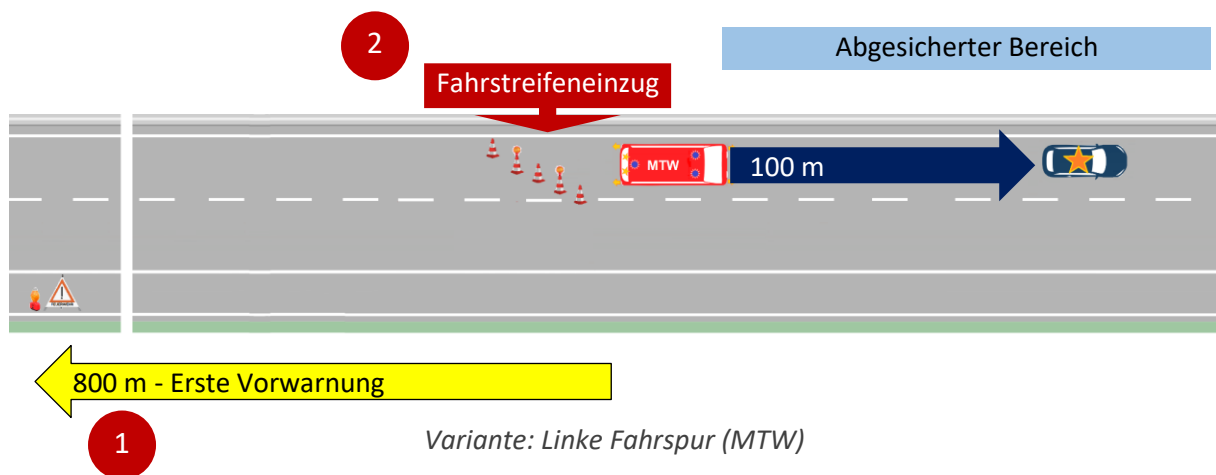 2
Abgesicherter Bereich
Fahrstreifeneinzug
MTW
100 m
800 m - Erste Vorwarnung
1
Variante: Linke Fahrspur (MTW)